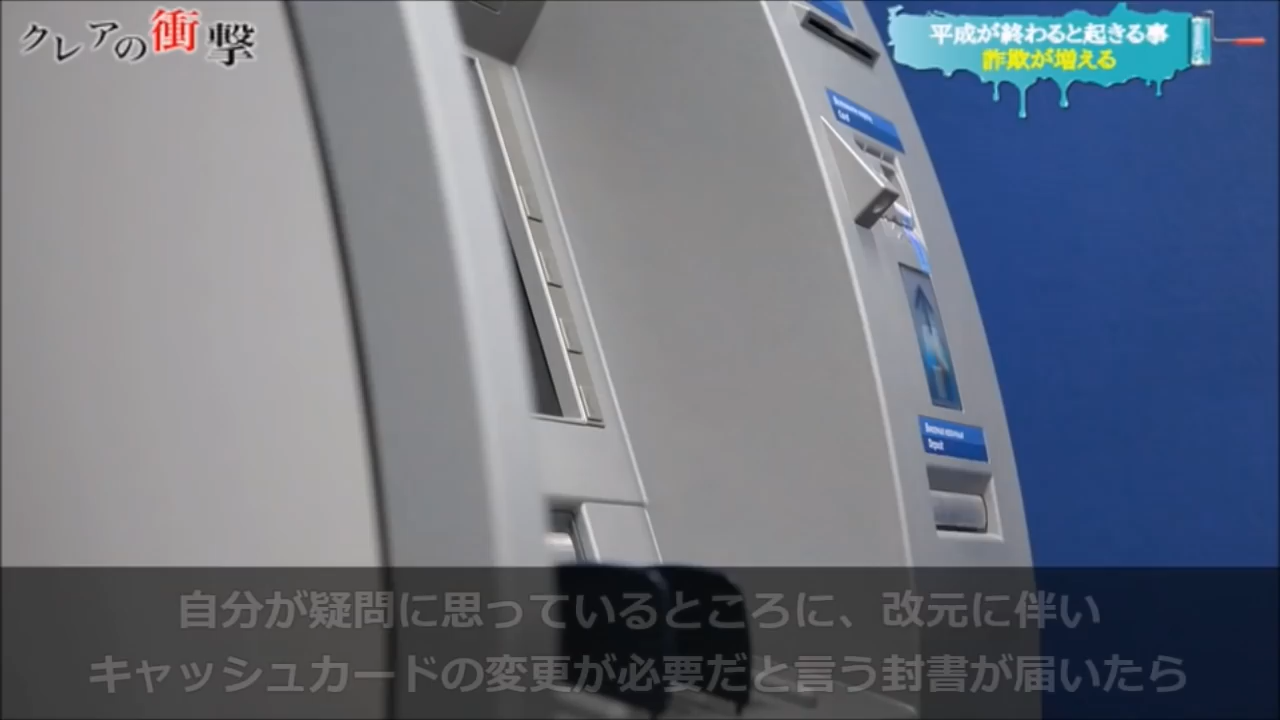 クレアの衝撃
平成が終わると起きる事
詐欺が増える
Card
Deposit
自分が疑問に思っているところに、改元に伴い
キャッシュカードの変更が必要だと言う封書が届いたら